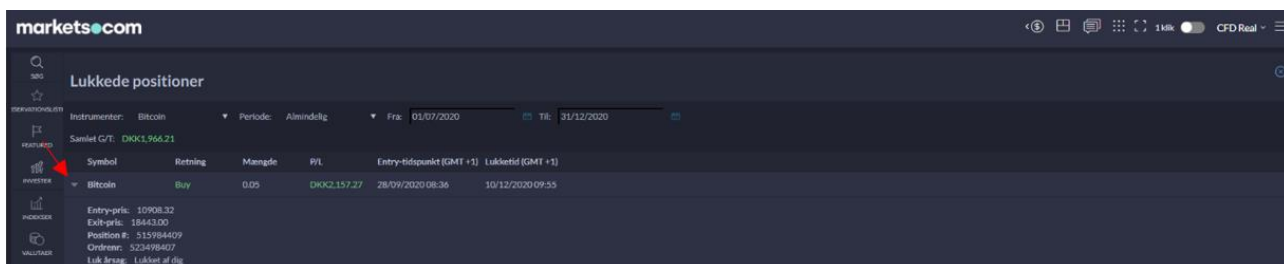 markets.com
1 klik CFD Real
SØG
Lukkede positioner
Instrumenter: Bitcoin Periode: Almindelig Fra: 01/07/2020 Til: 31/12/2020
FEATURED
Samlet G/T: DKK1,966.21
Symbol Retning Mængde P/L Entry-tidspunkt (GMT +1) Lukketid (GMT +1)
INVESTER
Bitcoin Buy 0.05 DKK2,157.27 28/09/2020 08:36 10/12/2020 09:55
INDEKSER
Entry-pris: 10908.32
Exit-pris: 18443.00
Position #: 515984409
Ordrenr: 523498407
VALUTAER
Luk årsag: Lukket af dig